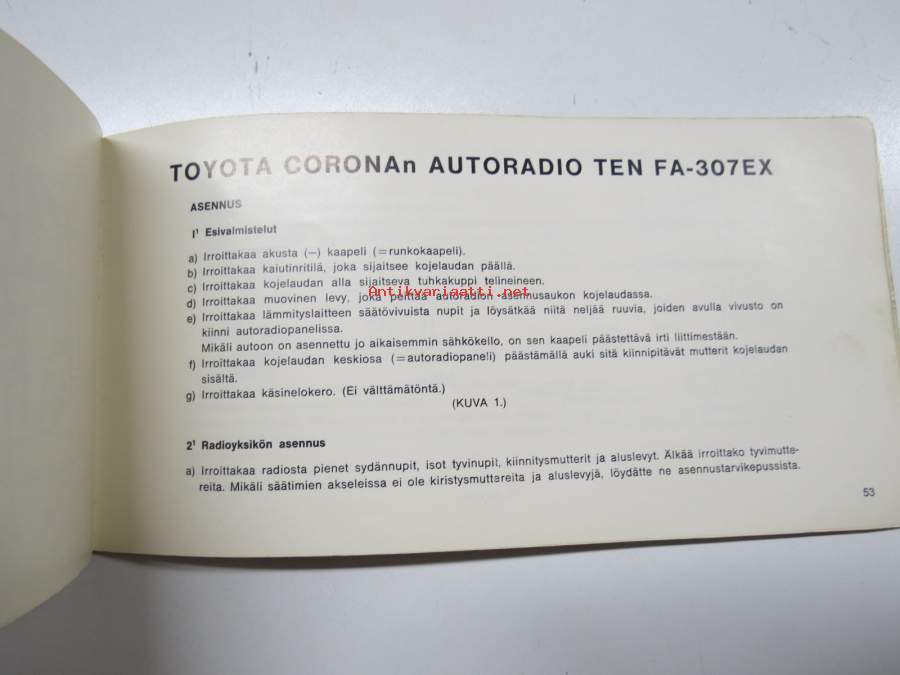 TOYOTA CORONAn AUTORADIO TEN FA-307EX
ASENNUS
1¹ Esivalmistelut
a) Irroittakaa akusta (—) kaapeli (=runkokaapeli).
b) Irroittakaa kaiutinritilä, joka sijaitsee kojelaudan päällä.
c) Irroittakaa kojelaudan alla sijaitseva tuhkakuppi telineineen.
Antikvariaatti.net
d) Irroittakaa muovinen levy, joka peittää autoradion asennusaukon kojelaudassa.
e) Irroittakaa lämmityslaitteen säätövivuista nupit ja löysätkää niitä neljää ruuvia, joiden avulla vivusto on
kiinni autoradiopanelissa.
Mikäli autoon on asennettu jo aikaisemmin sähkökello, on sen kaapeli päästettävä irti liittimestään.
f) Irroittakaa kojelaudan keskiosa (=autoradiopaneli) päästämällä auki sitä kiinnipitävät mutterit kojelaudan
sisältä.
g) Irroittakaa käsinelokero. (Ei välttämätöntä.)
(KUVA 1.)
2¹ Radioyksikön asennus
a) Irroittakaa radiosta pienet sydännupit, isot tyvinupit, kiinnitysmutterit ja aluslevyt. Älkää irroittako tyvimutte-
reita. Mikäli säätimien akseleissa ei ole kiristysmuttareita ja aluslevyjä, löydätte ne asennustarvikepussista.
53